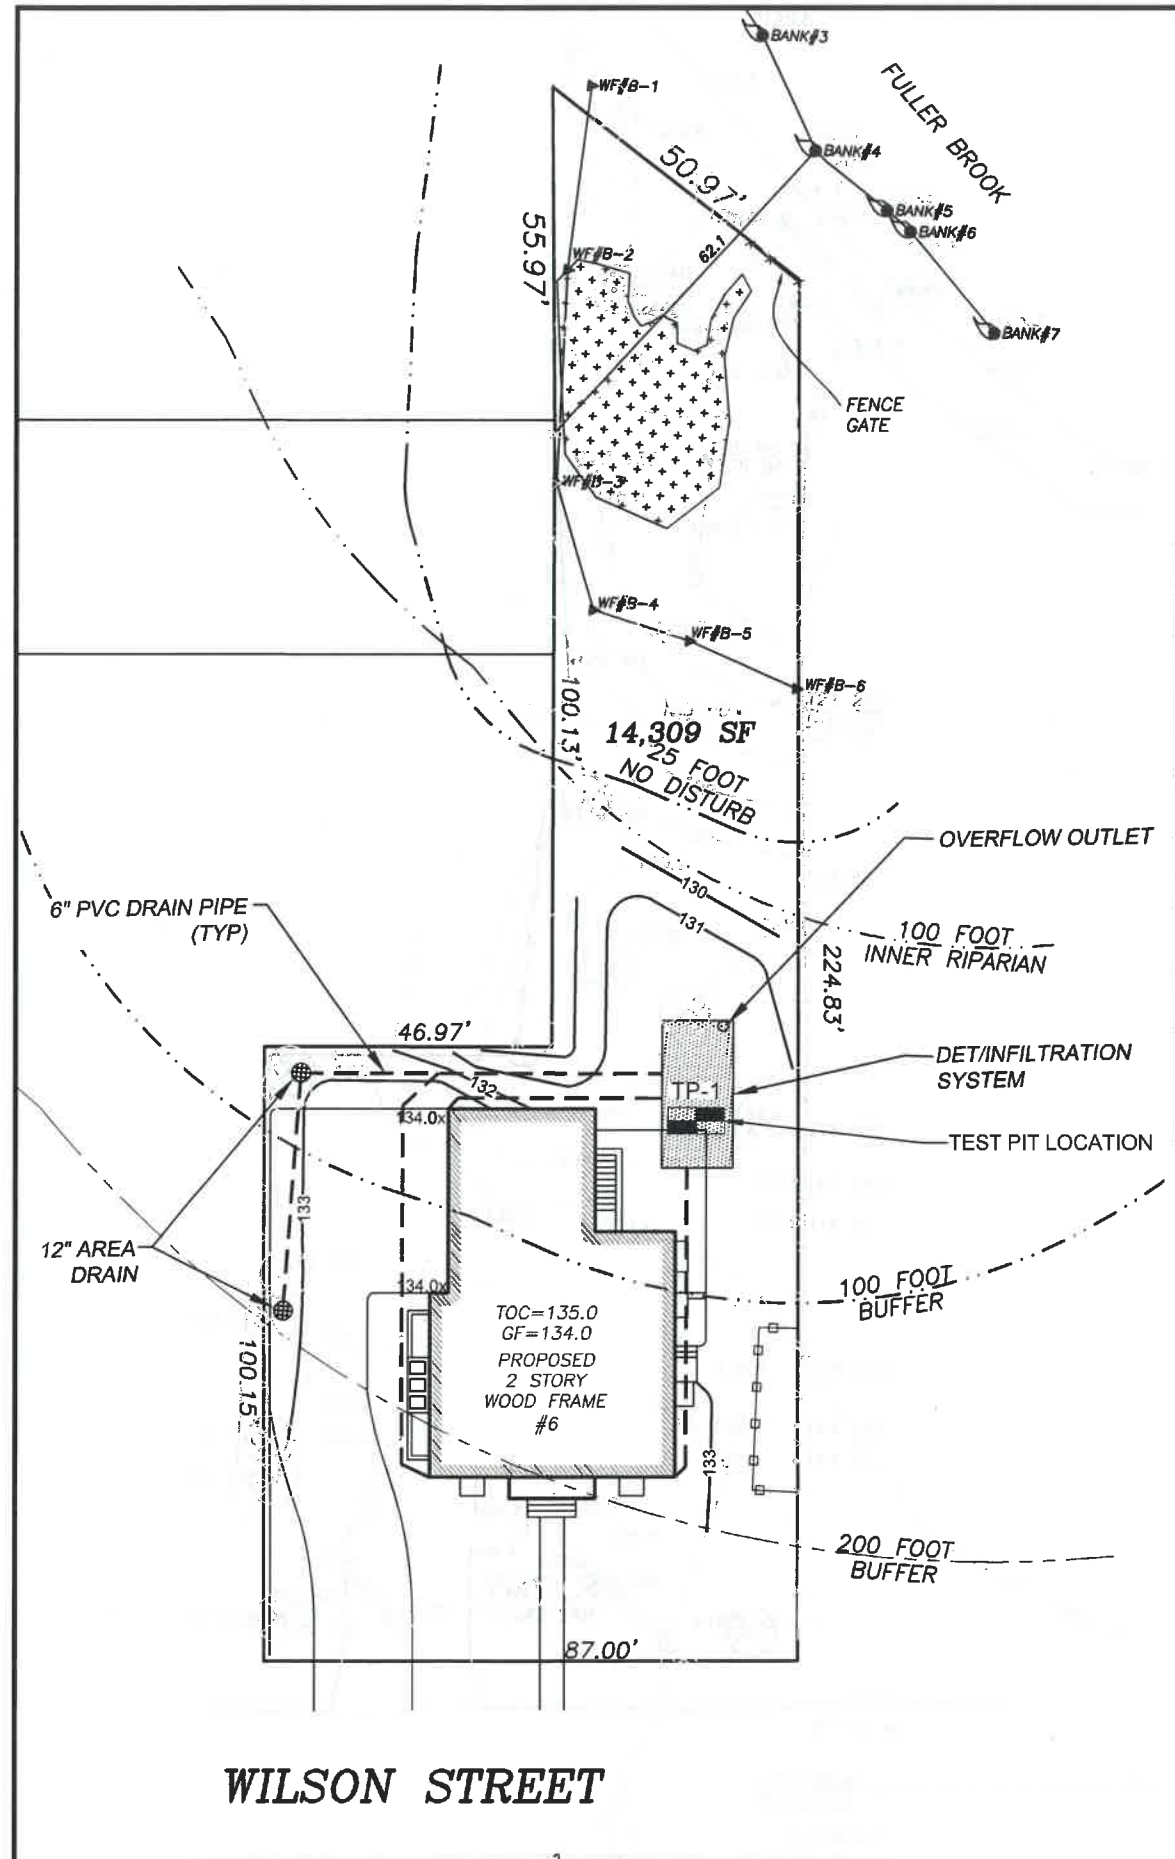 BANK#3
FULLER BROOK
WF#B-1
BANK#4
50.97'
BANK#5
BANK#6
55.97'
62.1
WF#B-2
BANK#7
FENCE
GATE
WF#B-3
WF#B-4
WF#B-5
WF#B-6
100.13'
14,309 SF
25 FOOT
NO DISTURB
OVERFLOW OUTLET
130
131
6" PVC DRAIN PIPE
(TYP)
100 FOOT
INNER RIPARIAN
224.83'
46.97'
DET/INFILTRATION
SYSTEM
132
TP-1
134.0x
TEST PIT LOCATION
133
12" AREA
DRAIN
134.0x
100 FOOT
BUFFER
TOC=135.0
GF=134.0
PROPOSED
2 STORY
WOOD FRAME
#6
100.15'
133
200 FOOT
BUFFER
87.00'
WILSON STREET